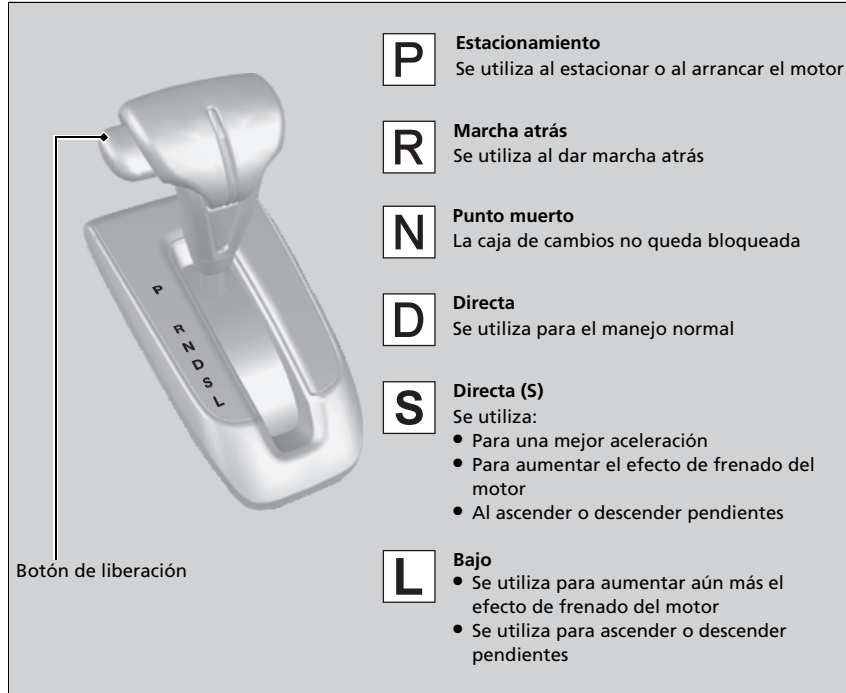 P
Estacionamiento
Se utiliza al estacionar o al arrancar el motor
R
Marcha atrás
Se utiliza al dar marcha atrás
N
Punto muerto
La caja de cambios no queda bloqueada
D
Directa
Se utiliza para el manejo normal
S
Directa (S)
Se utiliza:
● Para una mejor aceleración
● Para aumentar el efecto de frenado del
motor
● Al ascender o descender pendientes
L
Bajo
● Se utiliza para aumentar aún más el
efecto de frenado del motor
● Se utiliza para ascender o descender
pendientes
P
R
N
D
S
L
Botón de liberación